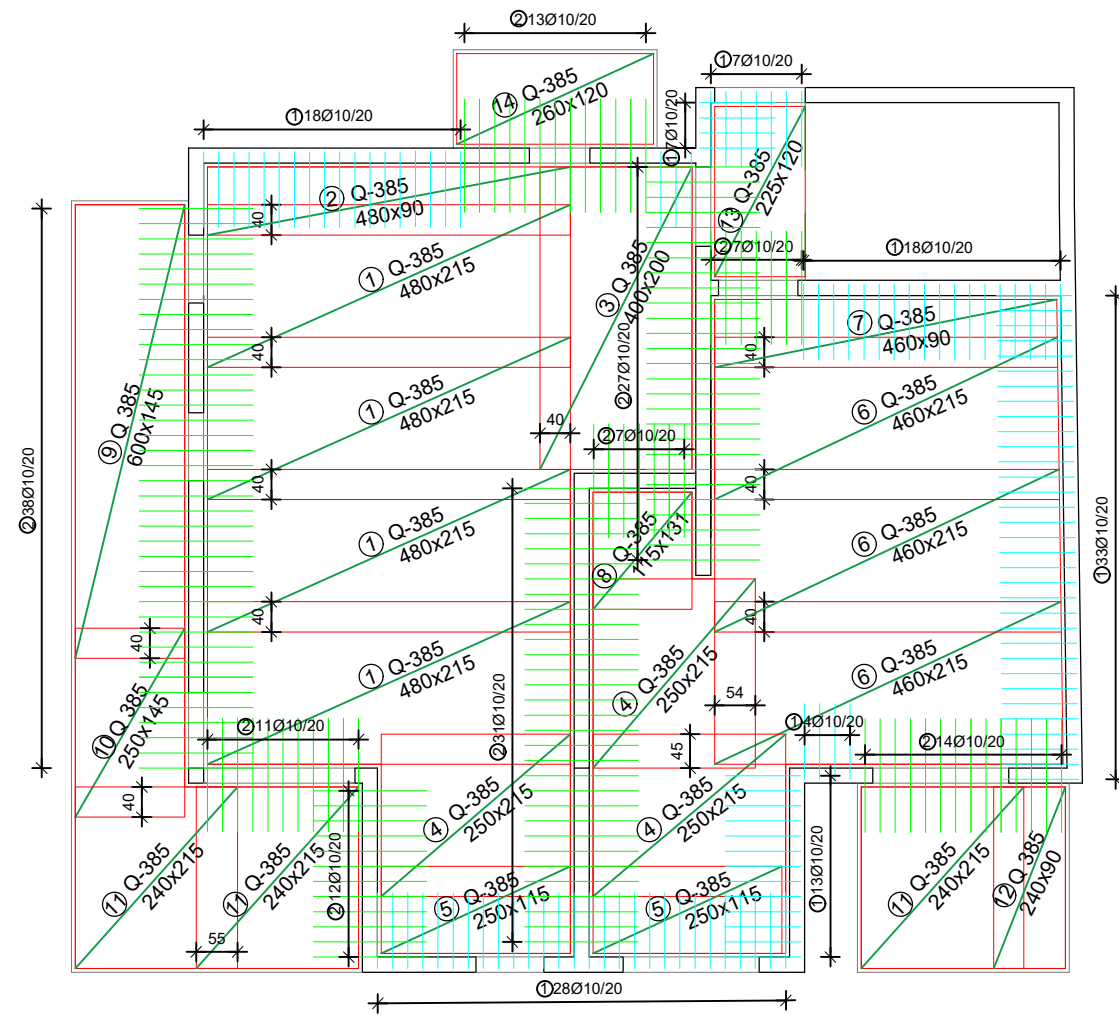 ②13Ø10/20
①7Ø10/20
⑭ Q-385
260x120
①18Ø10/20
①7Ø10/20
② Q-385
480x90
40
⑬ Q-385
225x120
②7Ø10/20
①18Ø10/20
① Q-385
480x215
③ Q 385
400x200
⑦ Q-385
460x90
40
40
②27Ø10/20
① Q-385
480x215
40
②7Ø10/20
⑥ Q-385
460x215
⑨ Q 385
600x145
40
40
②38Ø10/20
①33Ø10/20
① Q-385
480x215
⑧ Q-385
115x131
⑥ Q-385
460x215
40
40
40
① Q-385
480x215
④ Q-385
250x215
⑥ Q-385
460x215
54
⑩ Q-385
250x145
②11Ø10/20
②31Ø10/20
①4Ø10/20
②14Ø10/20
45
40
④ Q-385
250x215
④ Q-385
250x215
②12Ø10/20
①13Ø10/20
⑪ Q-385
240x215
⑪ Q-385
240x215
⑤ Q-385
250x115
⑤ Q-385
250x115
⑪ Q-385
240x215
⑫ Q-385
240x90
55
①28Ø10/20